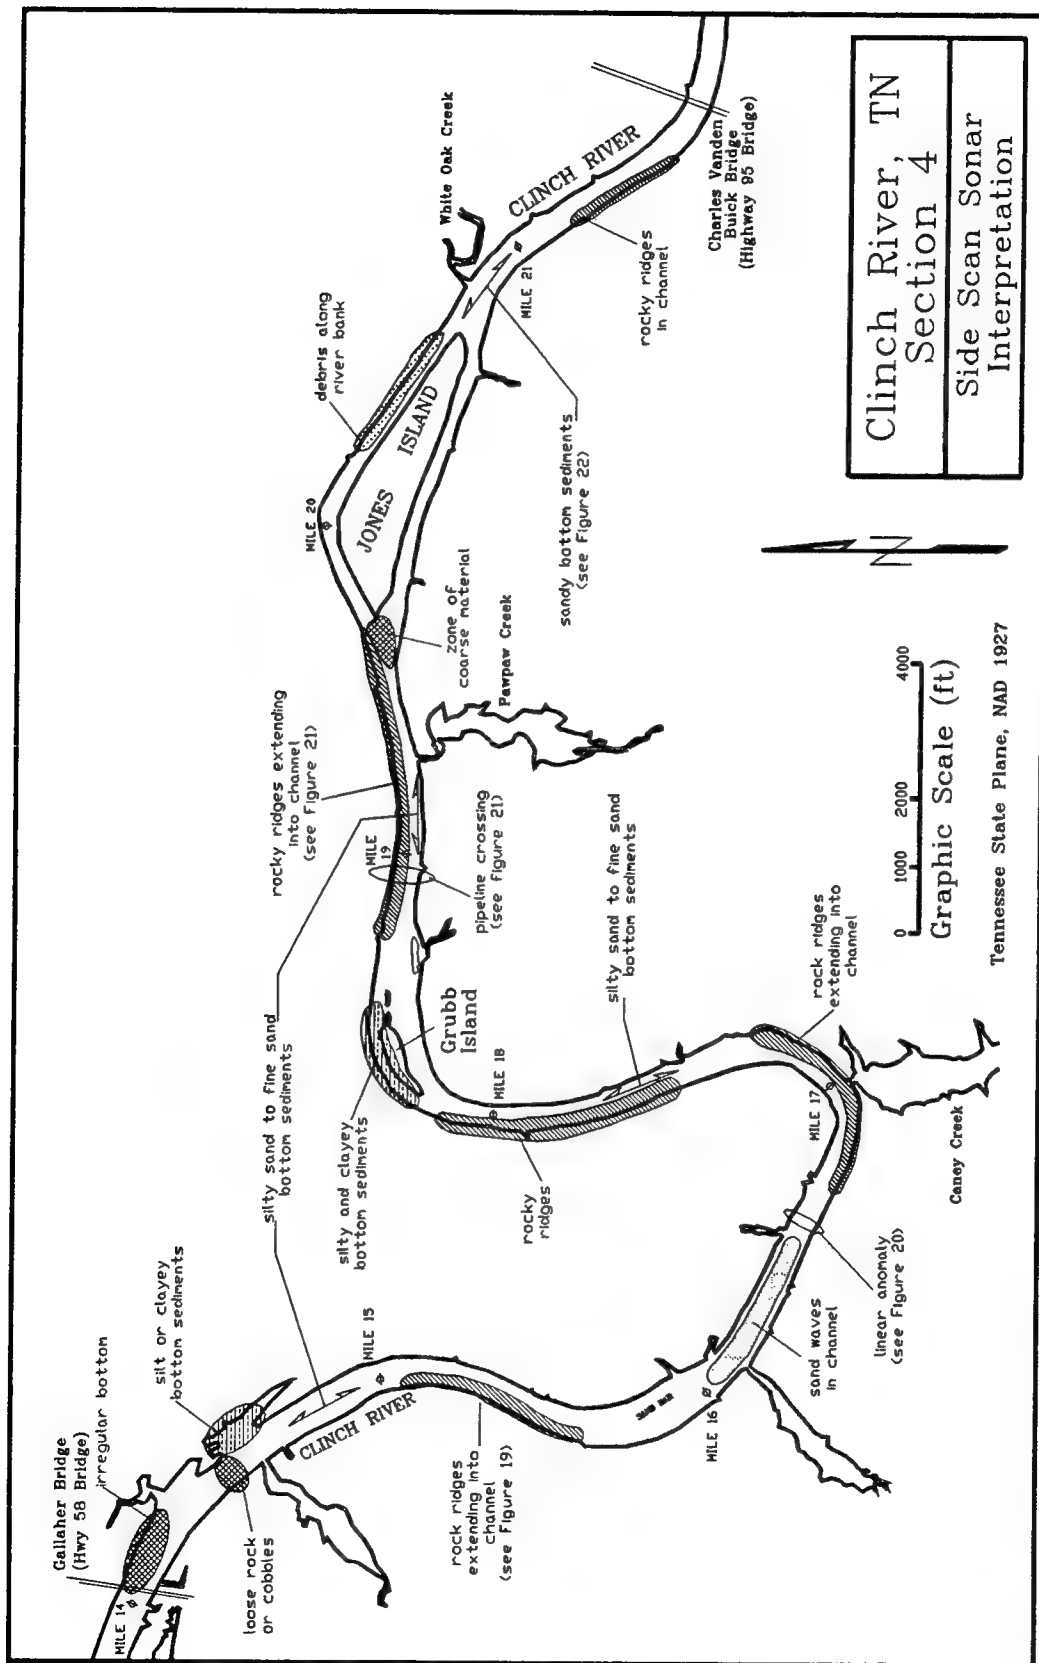 Gallaher Bridge
(Hwy 58 Bridge)
irregular bottom
MILE 14
silt or clayey
bottom sediments
loose rock
or cobbles
silty sand to fine sand
bottom sediments
MILE 15
CLINCH RIVER
rock ridges
extending into
channel
(see Figure 19)
MILE 16
sand waves
in channel
linear anomaly
(see Figure 20)
silty and clayey
bottom sediments
Grubb
Island
MILE 18
rocky
ridges
MILE 17
Caney Creek
rock ridges
extending into
channel
silty sand to fine sand
bottom sediments
rocky ridges extending
into channel
(see Figure 21)
MILE
19
pipeline crossing
(see Figure 21)
Pawpaw Creek
zone of
coarse material
MILE 20
JONES
ISLAND
debris along
river bank
sandy bottom sediments
(see Figure 22)
White Oak Creek
MILE 21
CLINCH RIVER
rocky ridges
in channel
Charles Vanden
Buick Bridge
(Highway 95 Bridge)
N
0 1000 2000 4000
Graphic Scale (ft)
Tennessee State Plane, NAD 1927
Clinch River, TN
Section 4
Side Scan Sonar
Interpretation